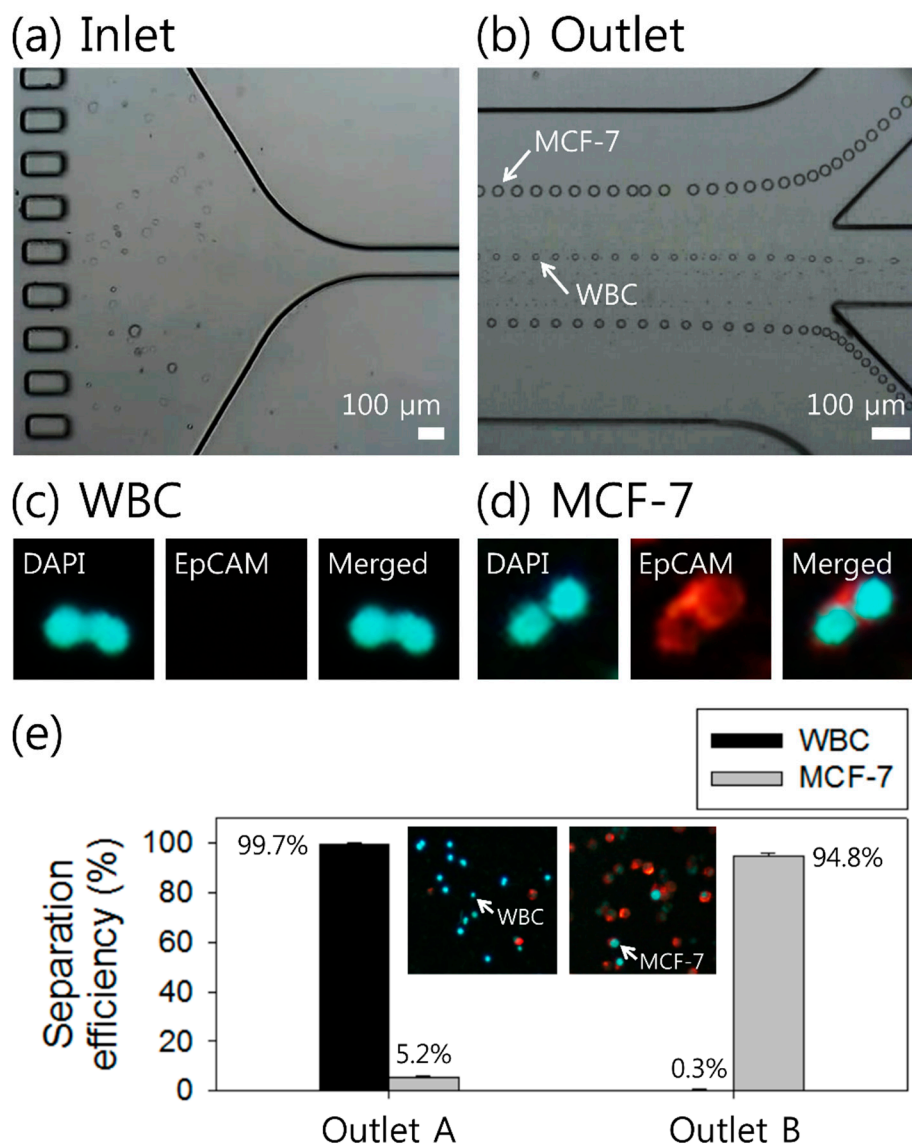 (a) Inlet
(b) Outlet
100 μm
MCF-7
WBC
100 μm
(c) WBC
(d) MCF-7
DAPI
EpCAM
Merged
DAPI
EpCAM
Merged
(e)
WBC
MCF-7
Separation
efficiency (%)
100
80
60
40
20
0
99.7%
5.2%
WBC
MCF-7
0.3%
94.8%
Outlet A
Outlet B